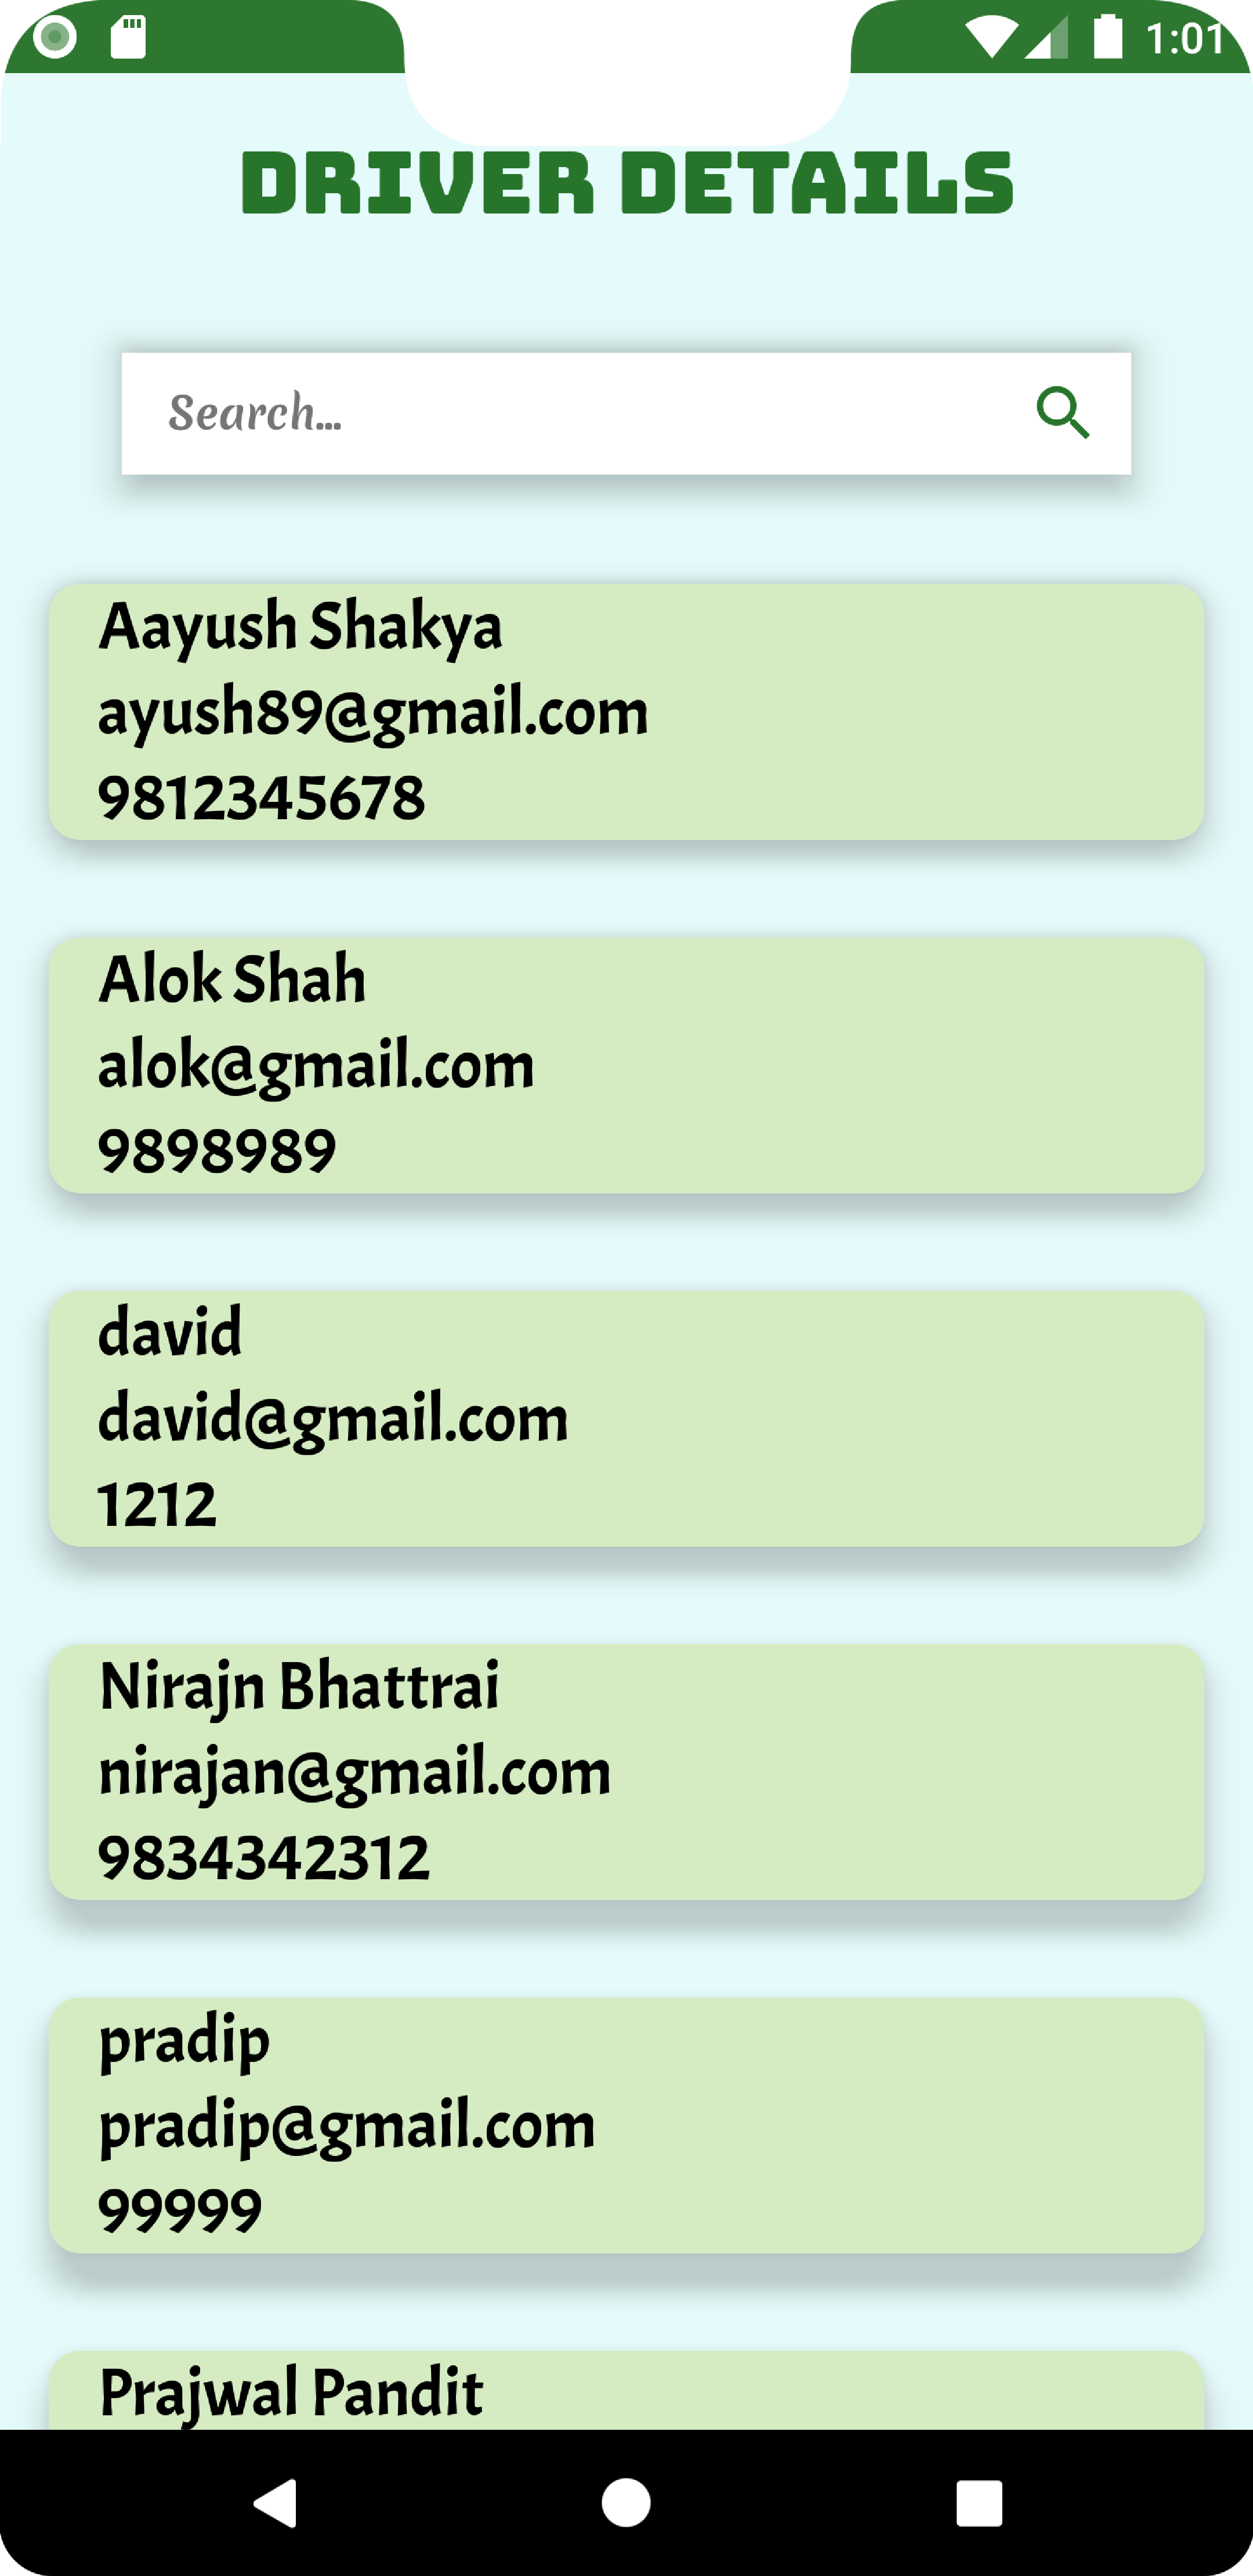 1:01
DRIVER DETAILS
Search...
Aayush Shakya
ayush89@gmail.com
9812345678
Alok Shah
alok@gmail.com
9898989
david
david@gmail.com
1212
Nirajn Bhattrai
nirajan@gmail.com
9834342312
pradip
pradip@gmail.com
99999
Prajwal Pandit